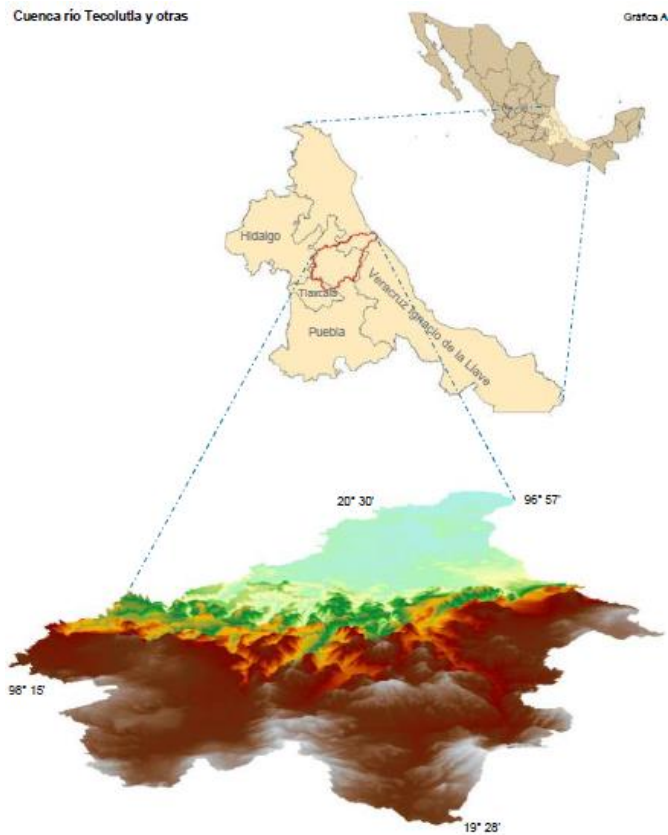 Cuenca río Tecolutla y otras
Gráfica A
Hidalgo
Tlaxcala
Puebla
Veracruz Ignacio de la Llave
20° 30'
96° 57'
98° 15'
19° 28'